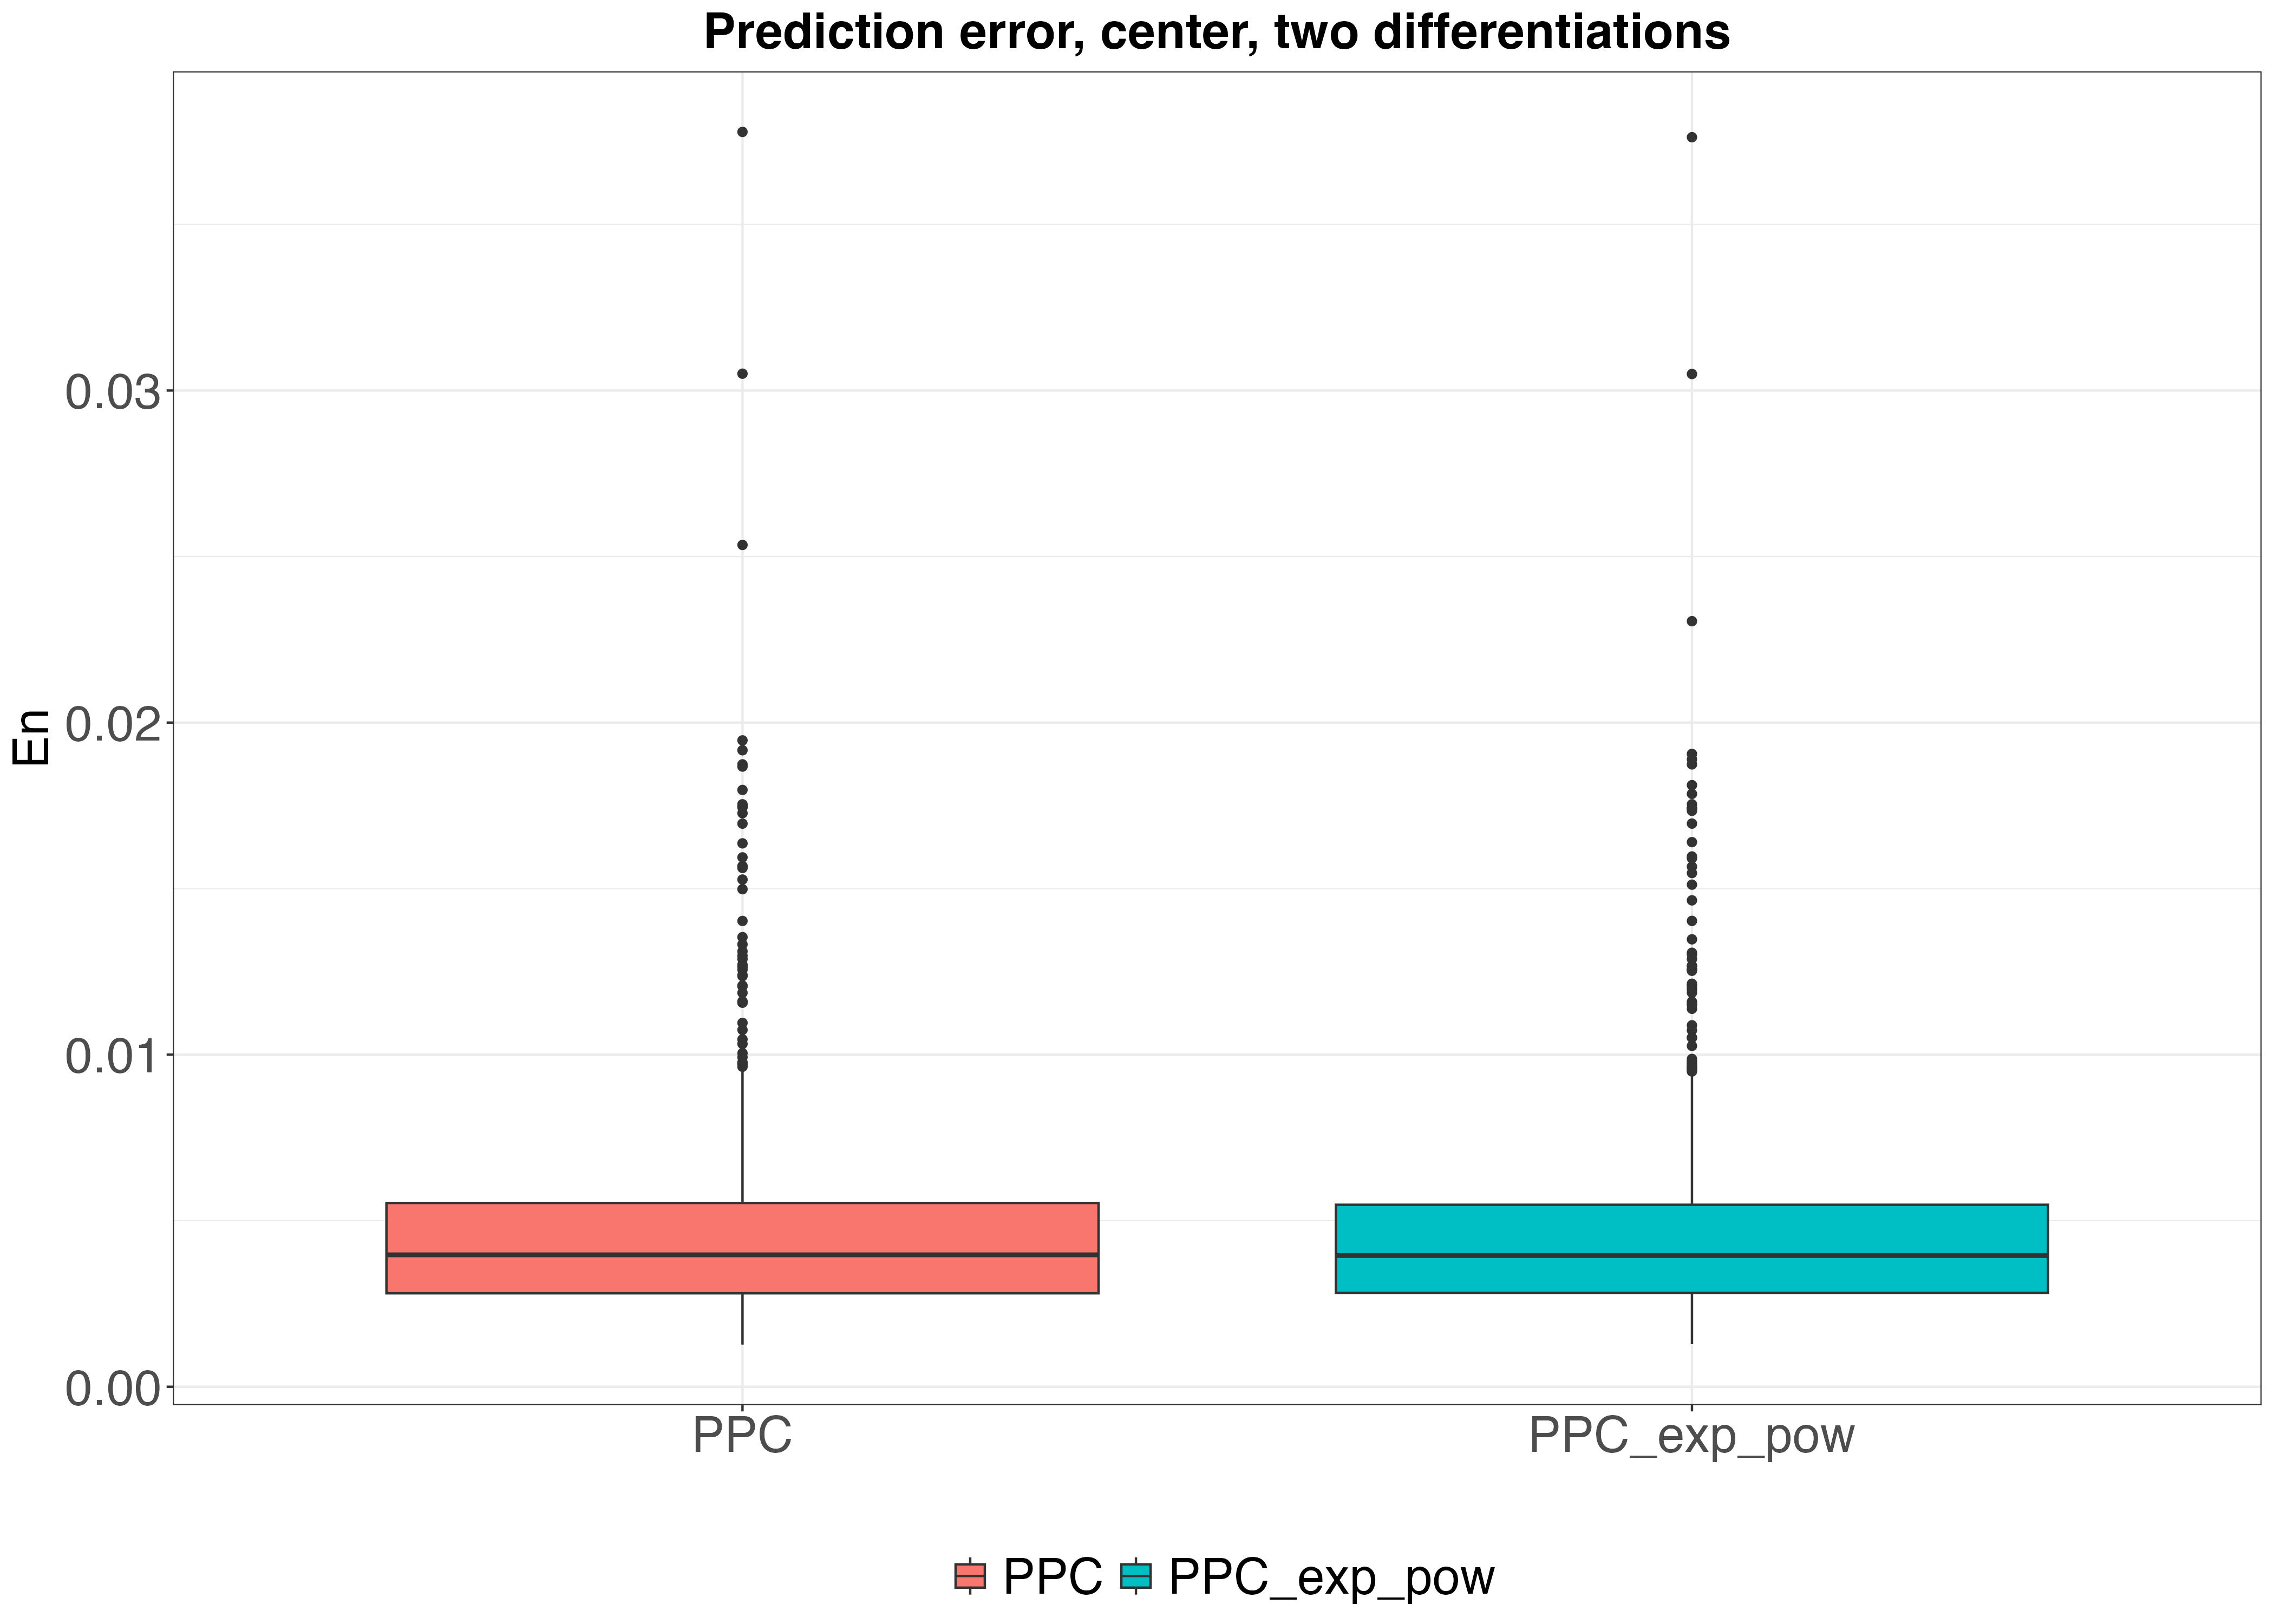 Prediction error, center, two differentiations
En
0.03
0.02
0.01
0.00
PPC
PPC_exp_pow
PPC PPC_exp_pow